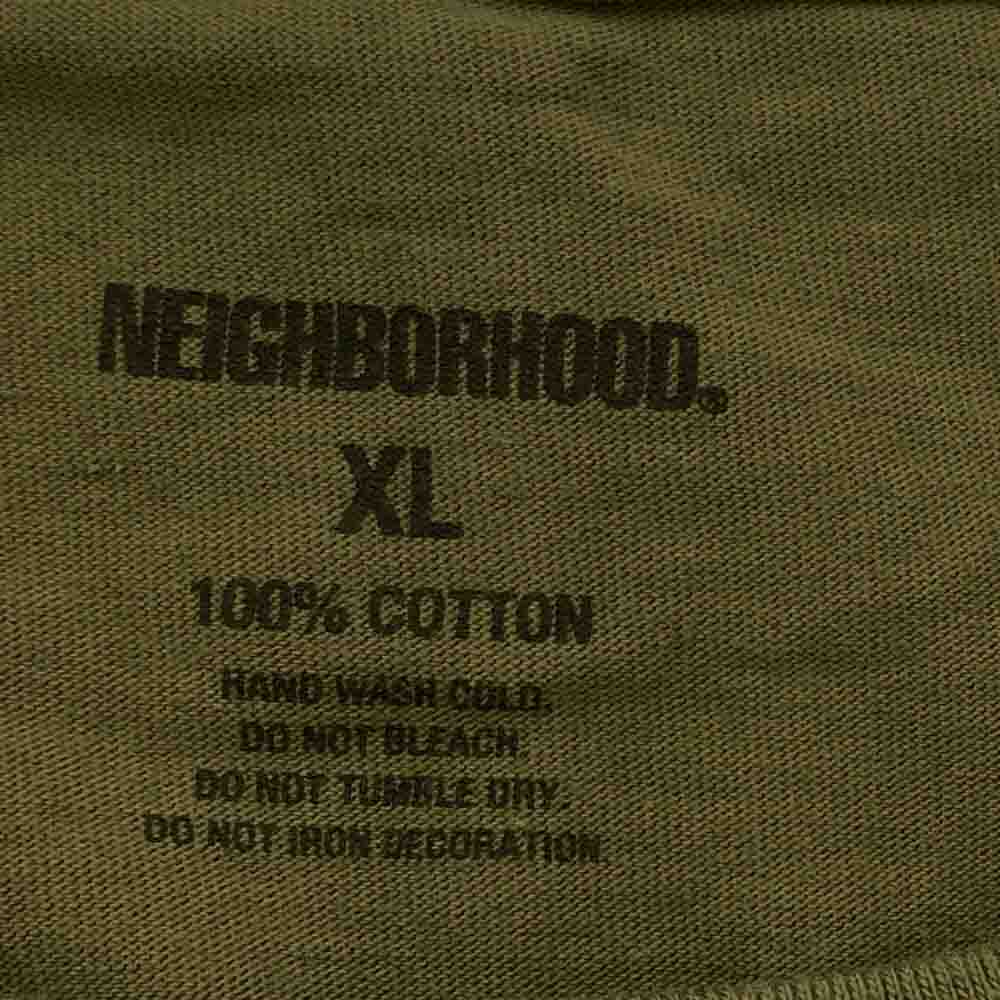 NEIGHBORHOOD®
XL
100% COTTON
HAND WASH COLD.
DO NOT BLEACH.
DO NOT TUMBLE DRY.
DO NOT IRON DECORATION.